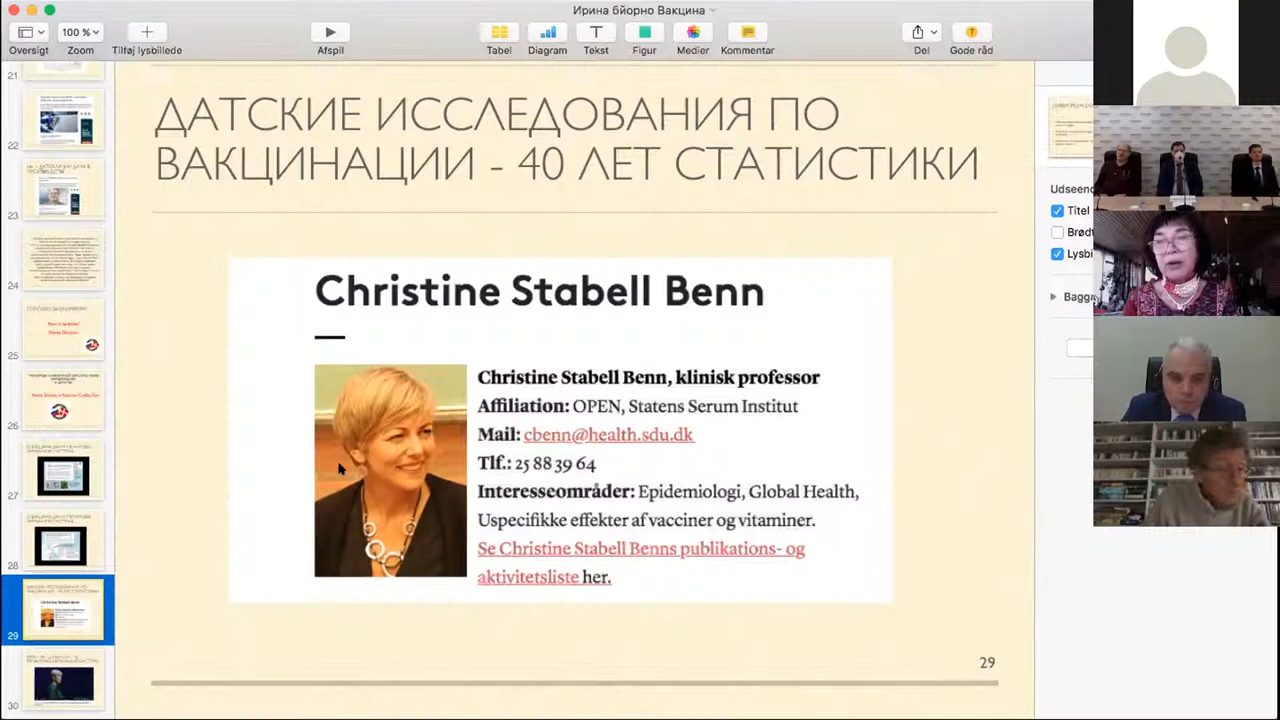 Ирина бйорно Вакцина
Oversigt
100 %
Zoom
Tilføj lysbillede
Afspil
Tabel
Diagram
Tekst
Figur
Medier
Kommentar
Del
Gode råd
21
22
23
24
25
26
27
28
29
30
ДАТСКИЕ ИССЛЕДОВАНИЯ ПО
ВАКЦИНАЦИИ - 40 ЛЕТ СТАТИСТИКИ
Christine Stabell Benn
Christine Stabell Benn, klinisk professor
Affiliation: OPEN, Statens Serum Institut
Mail: cbenn@health.sdu.dk
Tlf.: 25 88 39 64
Interesseområder: Epidemiologi, Global Health,
Uspecifikke effekter af vacciner og vitaminer.
Se Christine Stabell Benns publikations- og
aktivitetsliste her.
29
Titel